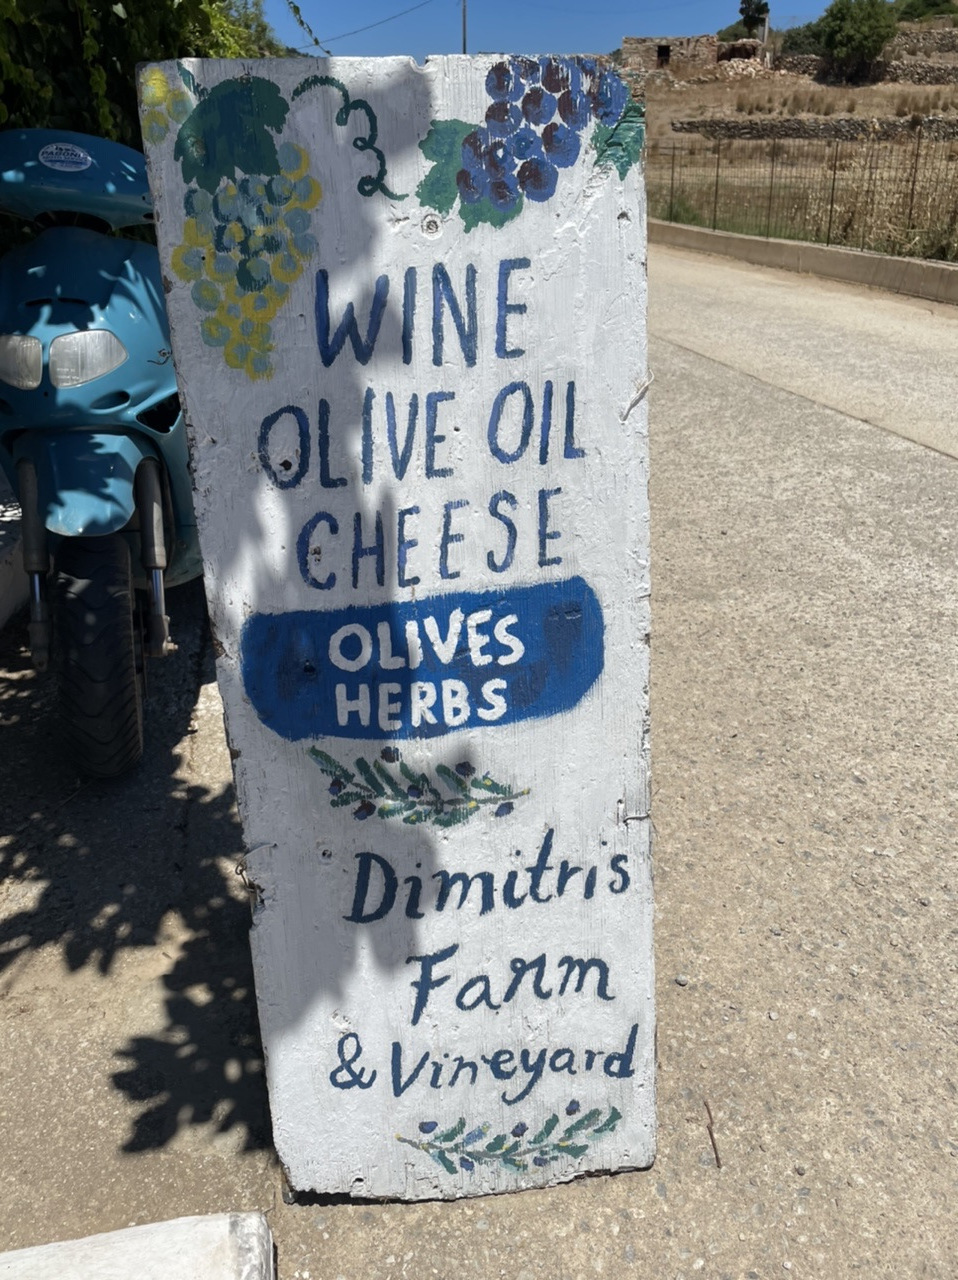 WINE
OLIVE OIL
CHEESE
OLIVES
HERBS
Dimitris
Farm
& Vineyard